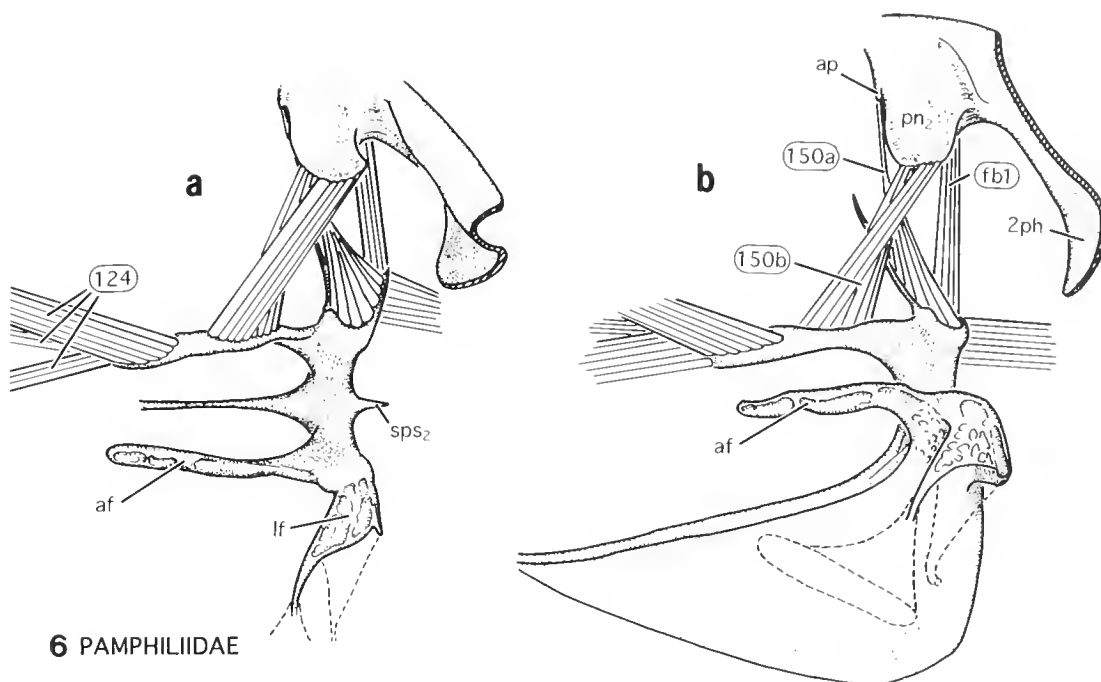 a
124
af
lf
sps₂
6 PAMPHILIIDAE
b
ap
pn₂
150a
fb1
2ph
150b
af